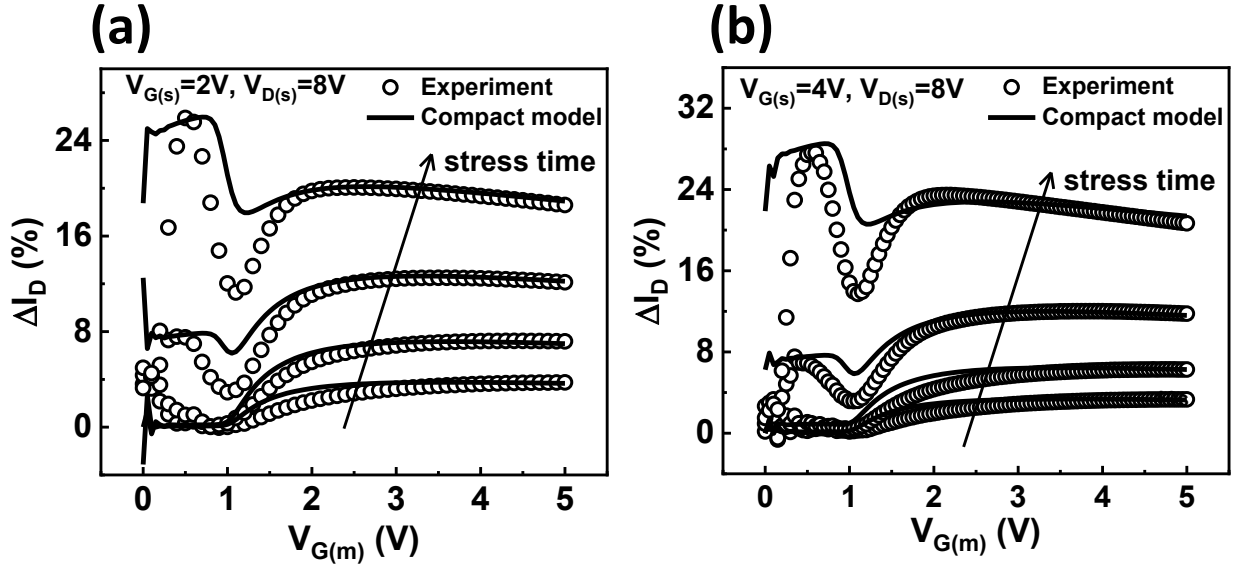 (a)
V_G(s)=2V, V_D(s)=8V
Experiment
Compact model
stress time
24
16
8
0
ΔI_D (%)
0 1 2 3 4 5
V_G(m) (V)
(b)
V_G(s)=4V, V_D(s)=8V
Experiment
Compact model
stress time
32
24
16
8
0
ΔI_D (%)
0 1 2 3 4 5
V_G(m) (V)